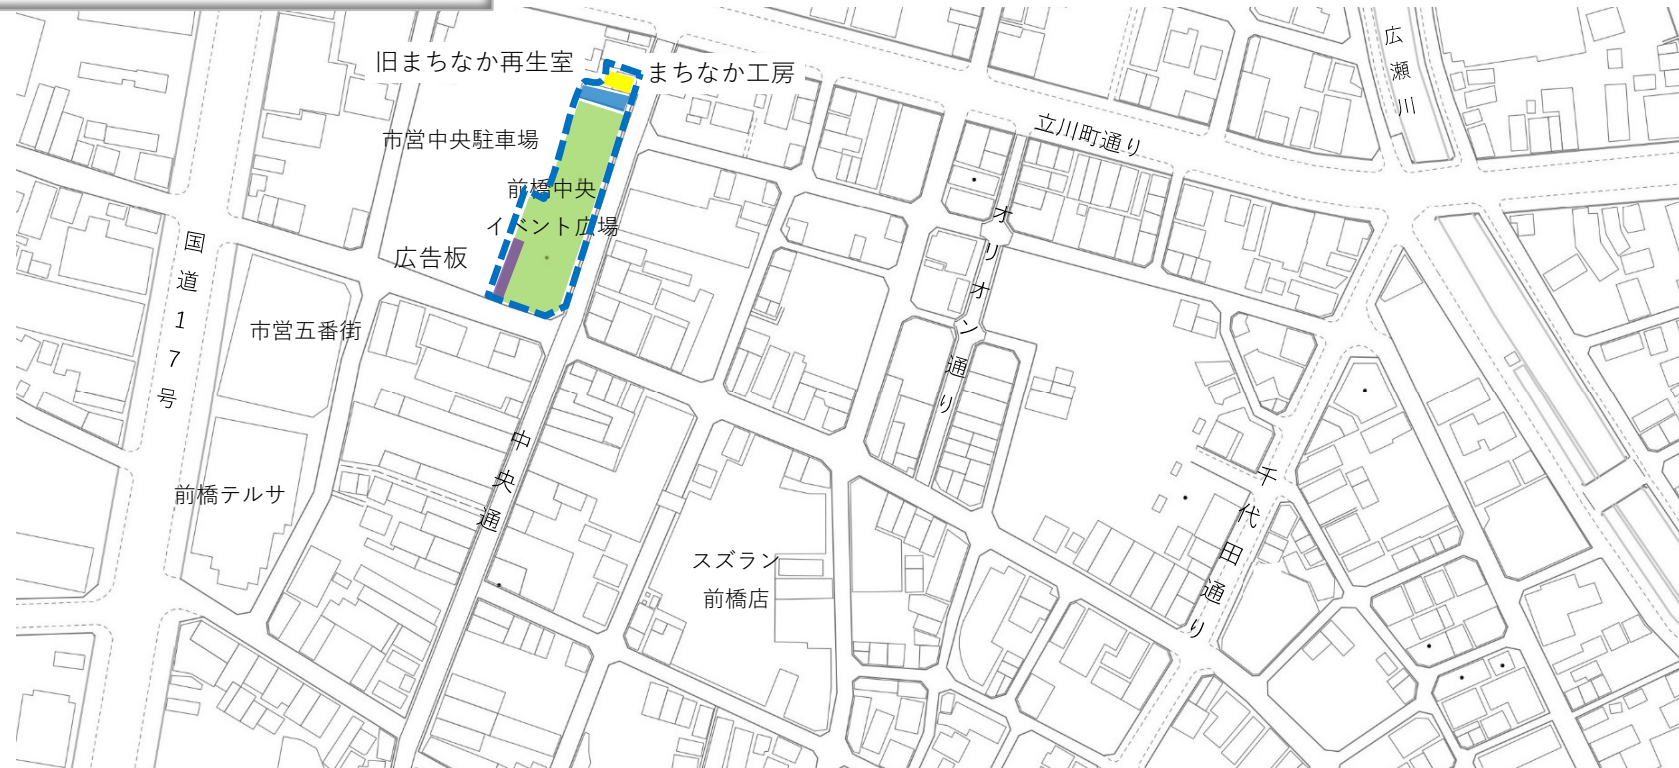 旧まちなか再生室
まちなか工房
市営中央駐車場
前橋中央
イベント広場
広告板
国道17号
市営五番街
前橋テルサ
中央通
スズラン
前橋店
オリオン通り
立川町通り
広瀬川
千代田通り